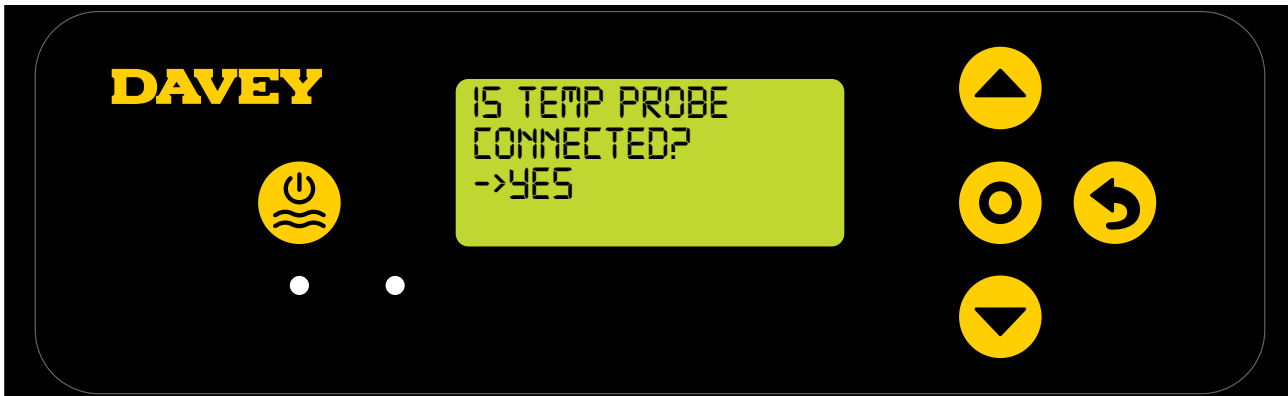 DAVEY
IS TEMP PROBE
CONNECTED?
->YES